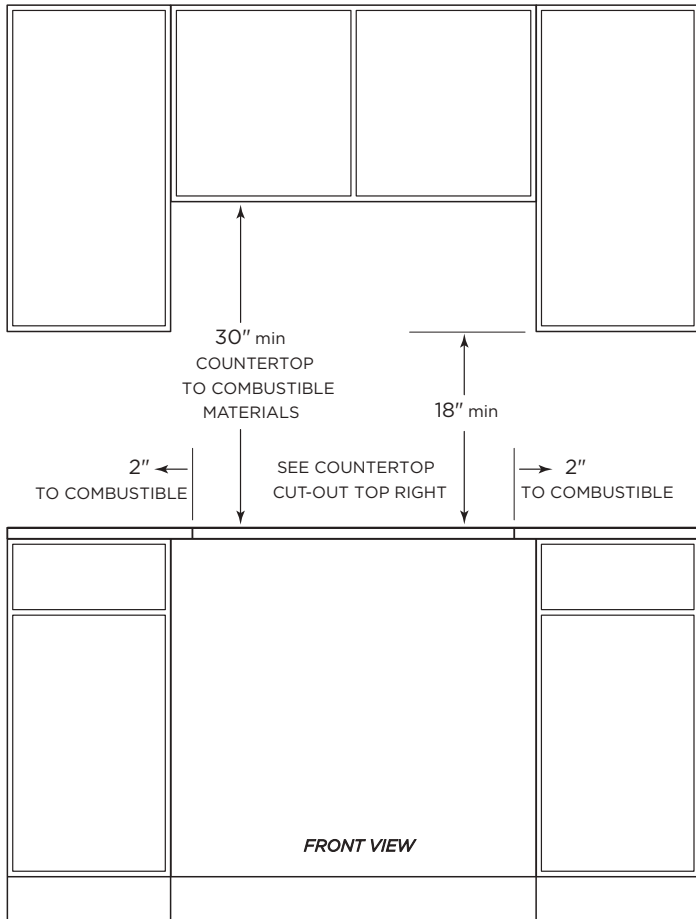 30" min
COUNTERTOP
TO COMBUSTIBLE
MATERIALS
18" min
2"
TO COMBUSTIBLE
SEE COUNTERTOP
CUT-OUT TOP RIGHT
2"
TO COMBUSTIBLE
FRONT VIEW